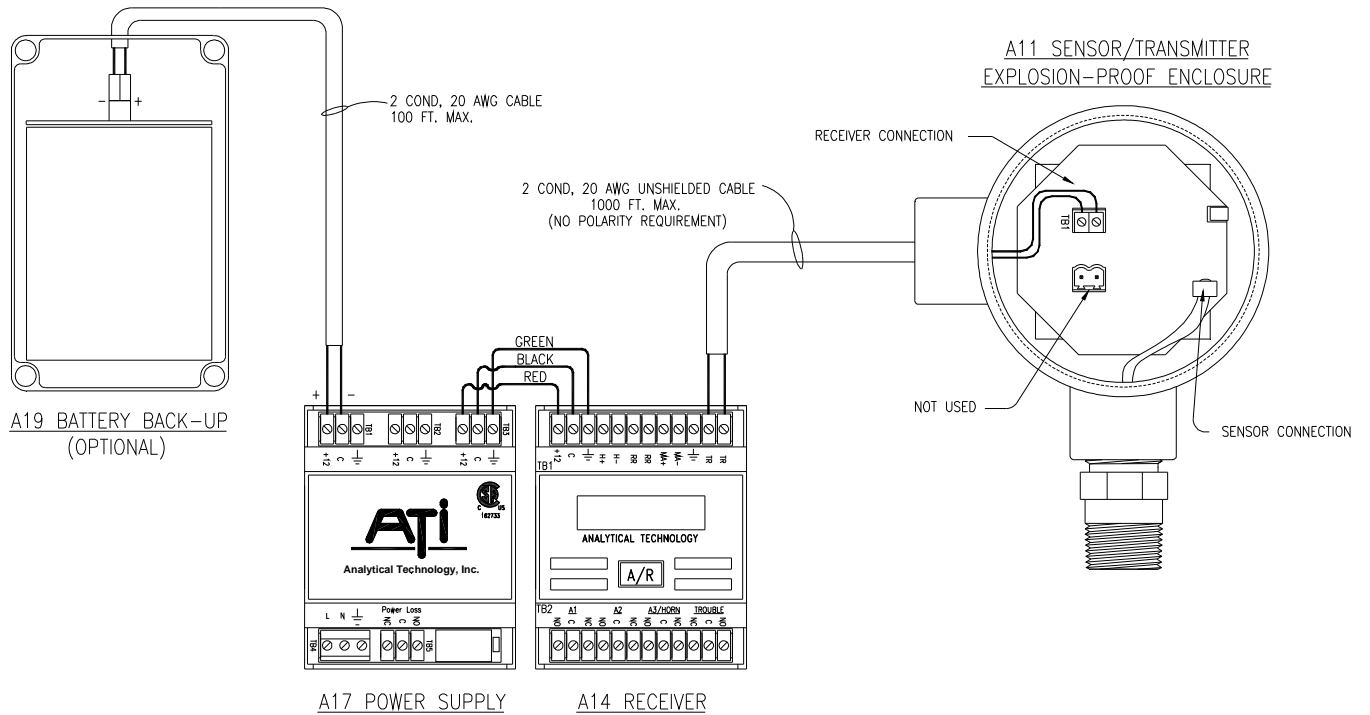 A11 SENSOR/TRANSMITTER
EXPLOSION-PROOF ENCLOSURE
- +
2 COND, 20 AWG CABLE
100 FT. MAX.
RECEIVER CONNECTION
2 COND, 20 AWG UNSHIELDED CABLE
1000 FT. MAX.
(NO POLARITY REQUIREMENT)
TB1
GREEN
BLACK
RED
NOT USED
SENSOR CONNECTION
A19 BATTERY BACK-UP
(OPTIONAL)
+ -
TB1
TB2
TB3
+12 C
+12 C
+12 C
+12 C H+ H- RR RR MA+ MA- TR TR
TB1
C US
162733
ATi
Analytical Technology, Inc.
ANALYTICAL TECHNOLOGY
A/R
L N
Power Loss
NC C NO
TB4
TB5
TB2 A1 A2 A3/HORN TROUBLE
NO C NC NO C NC NO C NC NC C NO
A17 POWER SUPPLY
A14 RECEIVER